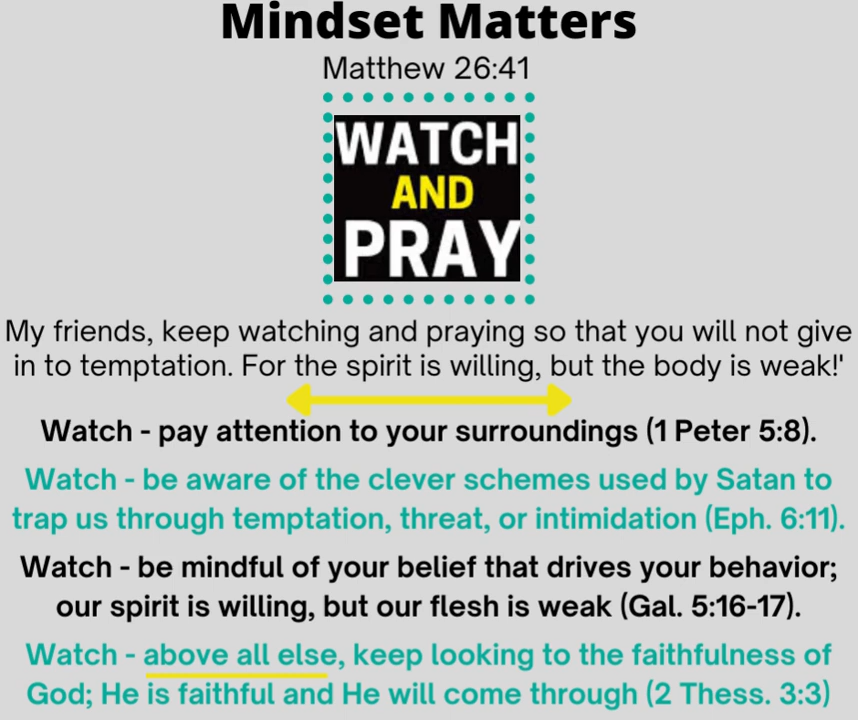 Mindset Matters
Matthew 26:41
WATCH
AND
PRAY
My friends, keep watching and praying so that you will not give
in to temptation. For the spirit is willing, but the body is weak!'
Watch - pay attention to your surroundings (1 Peter 5:8).
Watch - be aware of the clever schemes used by Satan to
trap us through temptation, threat, or intimidation (Eph. 6:11).
Watch - be mindful of your belief that drives your behavior;
our spirit is willing, but our flesh is weak (Gal. 5:16-17).
Watch - above all else, keep looking to the faithfulness of
God; He is faithful and He will come through (2 Thess. 3:3)